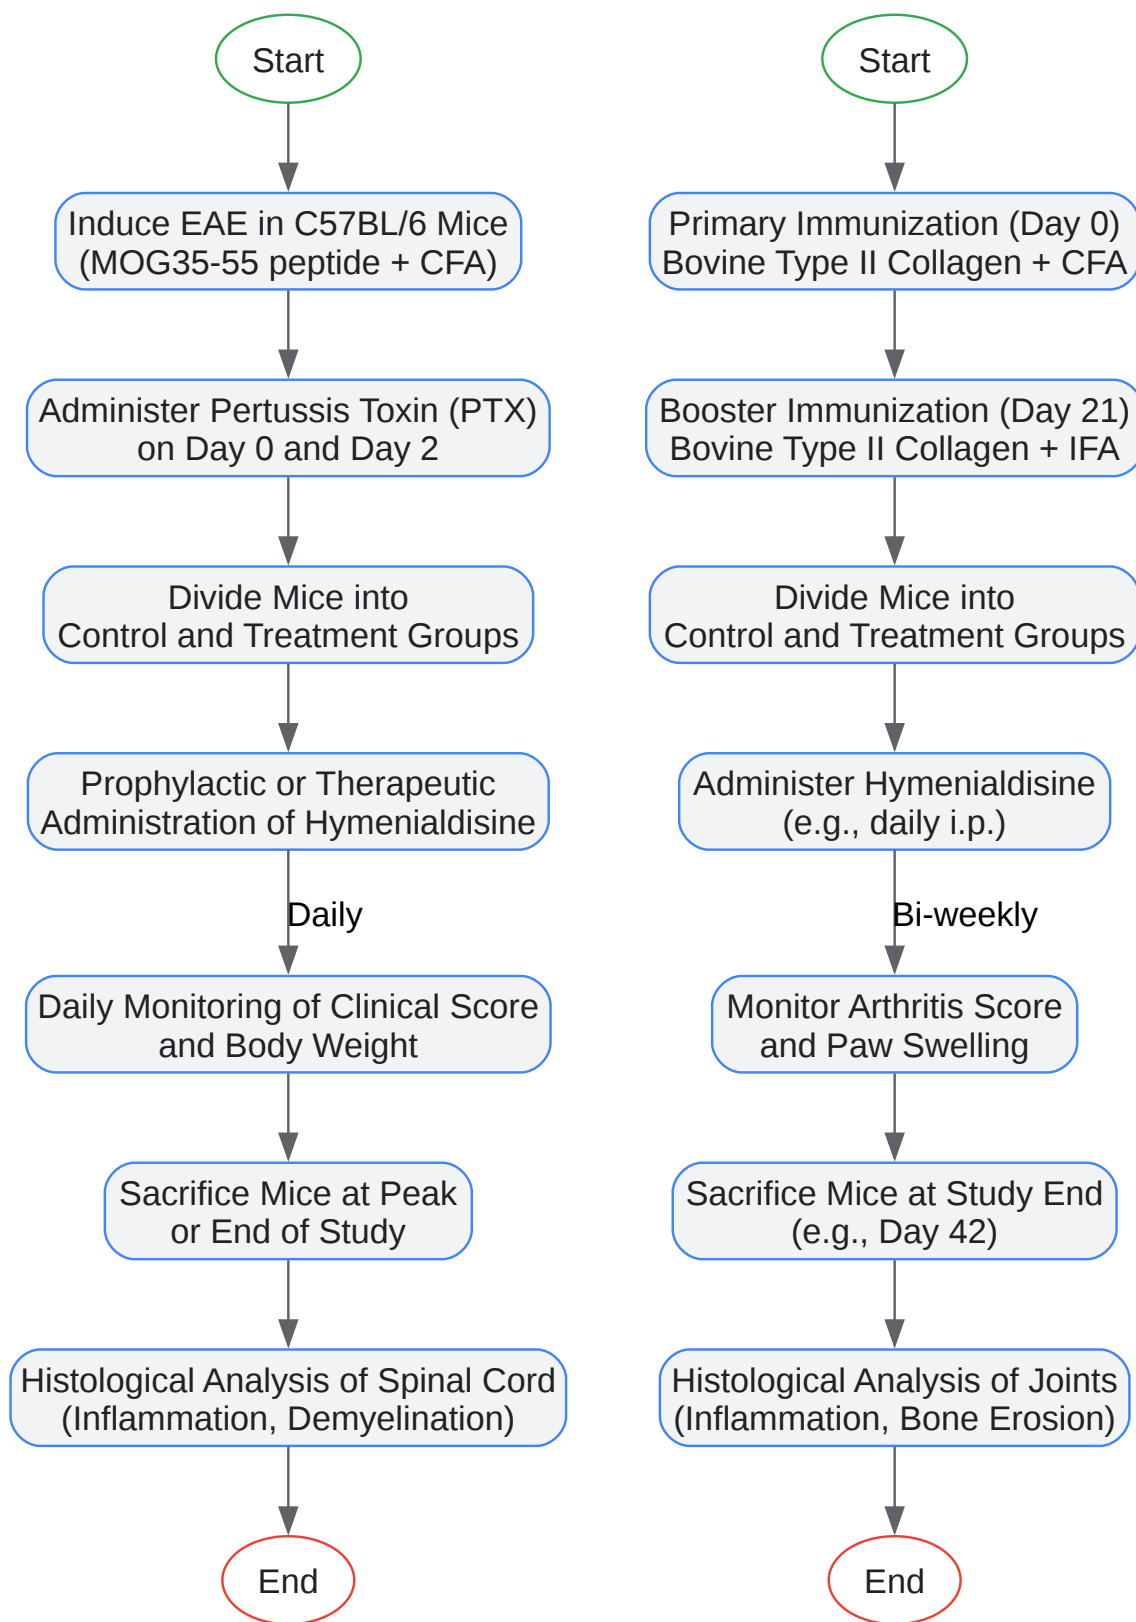 Start
Induce EAE in C57BL/6 Mice
(MOG35-55 peptide + CFA)
Administer Pertussis Toxin (PTX)
on Day 0 and Day 2
Divide Mice into
Control and Treatment Groups
Prophylactic or Therapeutic
Administration of Hymenialdisine
Daily
Daily Monitoring of Clinical Score
and Body Weight
Sacrifice Mice at Peak
or End of Study
Histological Analysis of Spinal Cord
(Inflammation, Demyelination)
End
Start
Primary Immunization (Day 0)
Bovine Type II Collagen + CFA
Booster Immunization (Day 21)
Bovine Type II Collagen + IFA
Divide Mice into
Control and Treatment Groups
Administer Hymenialdisine
(e.g., daily i.p.)
Bi-weekly
Monitor Arthritis Score
and Paw Swelling
Sacrifice Mice at Study End
(e.g., Day 42)
Histological Analysis of Joints
(Inflammation, Bone Erosion)
End